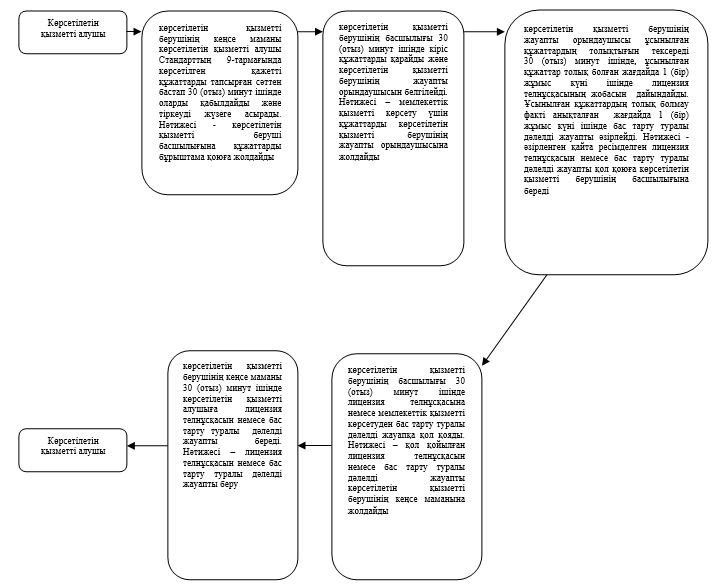 Көрсетілетін
қызметті алушы
көрсетілетін қызметті
берушінің кеңсе маманы
көрсетілетін қызметті алушы
Стандарттың 9-тармағында
көрсетілген қажетті
құжаттарды тапсырған сәттен
бастап 30 (отыз) минут ішінде
оларды қабылдайды және
тіркеуді жүзеге асырады.
Нәтижесі - көрсетілетін
қызметті беруші
басшылығына құжаттарды
бұрыштама қоюға жолдайды
көрсетілетін қызметті
берушінің басшылығы 30
(отыз) минут ішінде кіріс
құжаттарды қарайды және
көрсетілетін қызметті
берушінің жауапты
орындаушысын белгілейді.
Нәтижесі – мемлекеттік
қызметті көрсету үшін
құжаттарды көрсетілетін
қызметті берушінің
жауапты орындаушысына
жолдайды
көрсетілетін қызметті берушінің
жауапты орындаушысы ұсынылған
құжаттардың толықтығын тексереді
30 (отыз) минут ішінде, ұсынылған
құжаттар толық болған жағдайда 1 (бір)
жұмыс күні ішінде лицензия
телнұсқасының жобасын дайындайды.
Ұсынылған құжаттардың толық болмау
факті анықталған жағдайда 1 (бір)
жұмыс күні ішінде бас тарту туралы
дәлелді жауапты әзірлейді. Нәтижесі -
әзірленген қайта ресімделген лицензия
телнұсқасын немесе бас тарту туралы
дәлелді жауапты қол қоюға көрсетілетін
қызметті берушінің басшылығына
береді
көрсетілетін қызметті
берушінің басшылығы 30
(отыз) минут ішінде
лицензия телнұсқасына
немесе мемлекеттік қызметті
көрсетуден бас тарту туралы
дәлелді жауапқа қол қояды.
Нәтижесі – қол қойылған
лицензия телнұсқасын
немесе бас тарту туралы
дәлелді жауапты
көрсетілетін қызметті
берушінің кеңсе маманына
жолдайды
көрсетілетін қызметті
берушінің кеңсе маманы
30 (отыз) минут ішінде
көрсетілетін қызметті
алушыға лицензия
телнұсқасын немесе бас
тарту туралы дәлелді
жауапты береді.
Нәтижесі – лицензия
телнұсқасын немесе бас
тарту туралы дәлелді
жауапты беру
Көрсетілетін
қызметті алушы